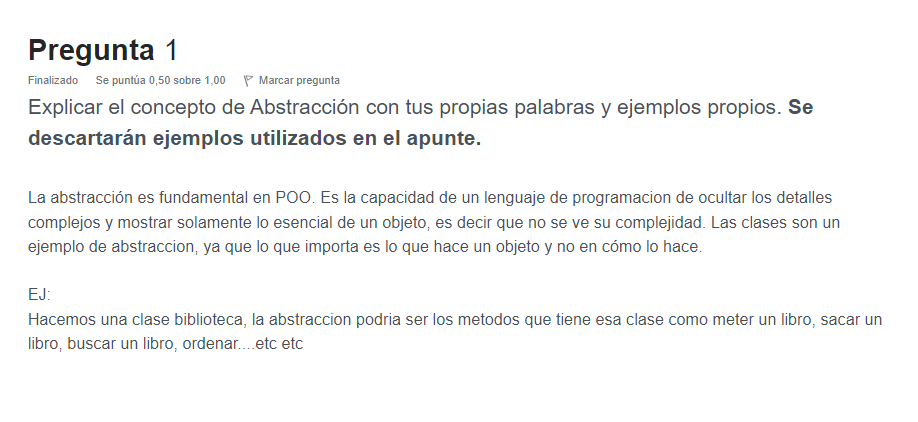 Pregunta 1
Finalizado Se puntúa 0,50 sobre 1,00 Marcar pregunta
Explicar el concepto de Abstracción con tus propias palabras y ejemplos propios. Se
descartarán ejemplos utilizados en el apunte.
La abstracción es fundamental en POO. Es la capacidad de un lenguaje de programacion de ocultar los detalles
complejos y mostrar solamente lo esencial de un objeto, es decir que no se ve su complejidad. Las clases son un
ejemplo de abstraccion, ya que lo que importa es lo que hace un objeto y no en cómo lo hace.
EJ:
Hacemos una clase biblioteca, la abstraccion podria ser los metodos que tiene esa clase como meter un libro, sacar un
libro, buscar un libro, ordenar....etc etc